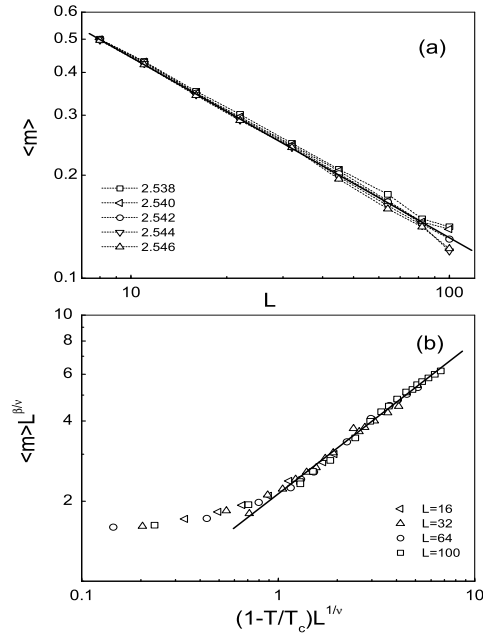 0.6
0.5
0.4
0.3
0.2
0.1
<m>
(a)
2.538
2.540
2.542
2.544
2.546
10
100
L
10
8
6
4
2
<m>L^β/ν
(b)
L=16
L=32
L=64
L=100
0.1
1
10
(1-T/T_c)L^1/ν